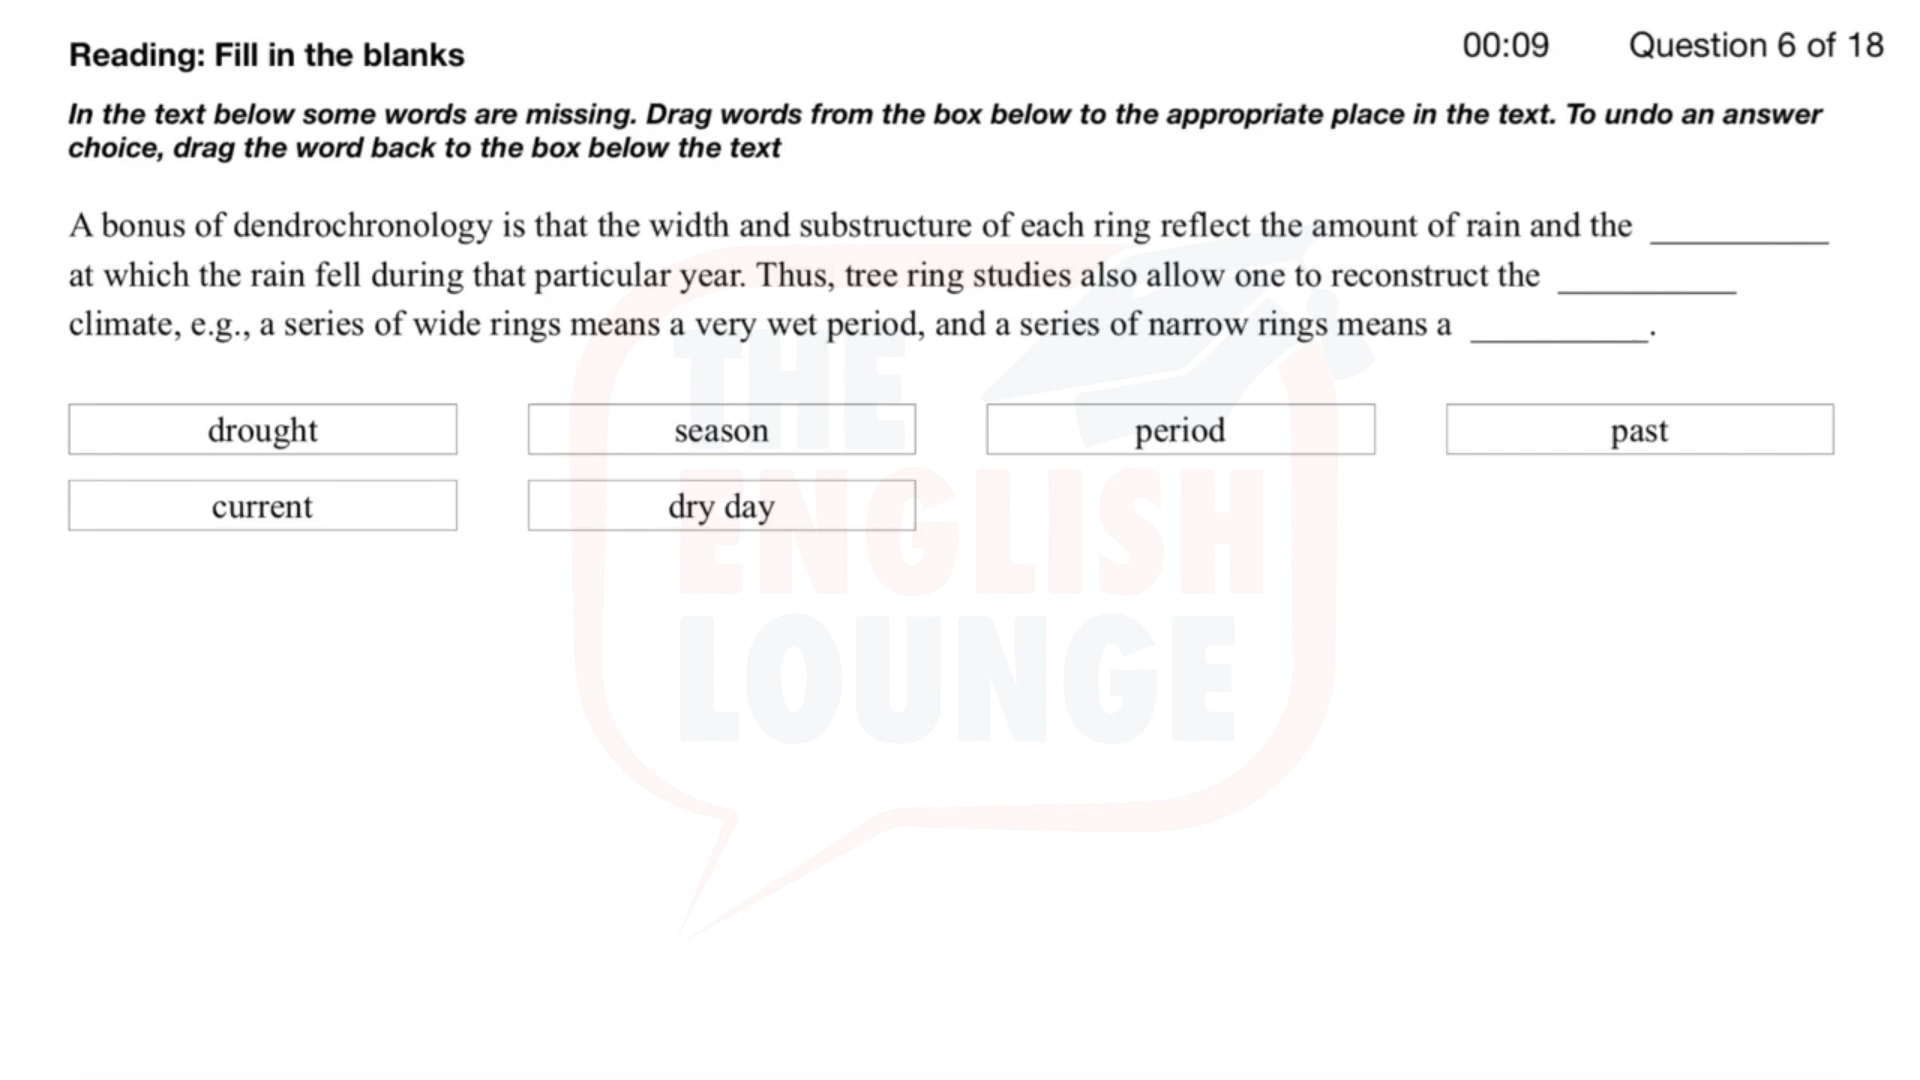 00:09 Question 6 of 18
Reading: Fill in the blanks
In the text below some words are missing. Drag words from the box below to the appropriate place in the text. To undo an answer
choice, drag the word back to the box below the text
A bonus of dendrochronology is that the width and substructure of each ring reflect the amount of rain and the __________
at which the rain fell during that particular year. Thus, tree ring studies also allow one to reconstruct the __________
climate, e.g., a series of wide rings means a very wet period, and a series of narrow rings means a __________.
drought season period past
current dry day
THE
ENGLISH
LOUNGE